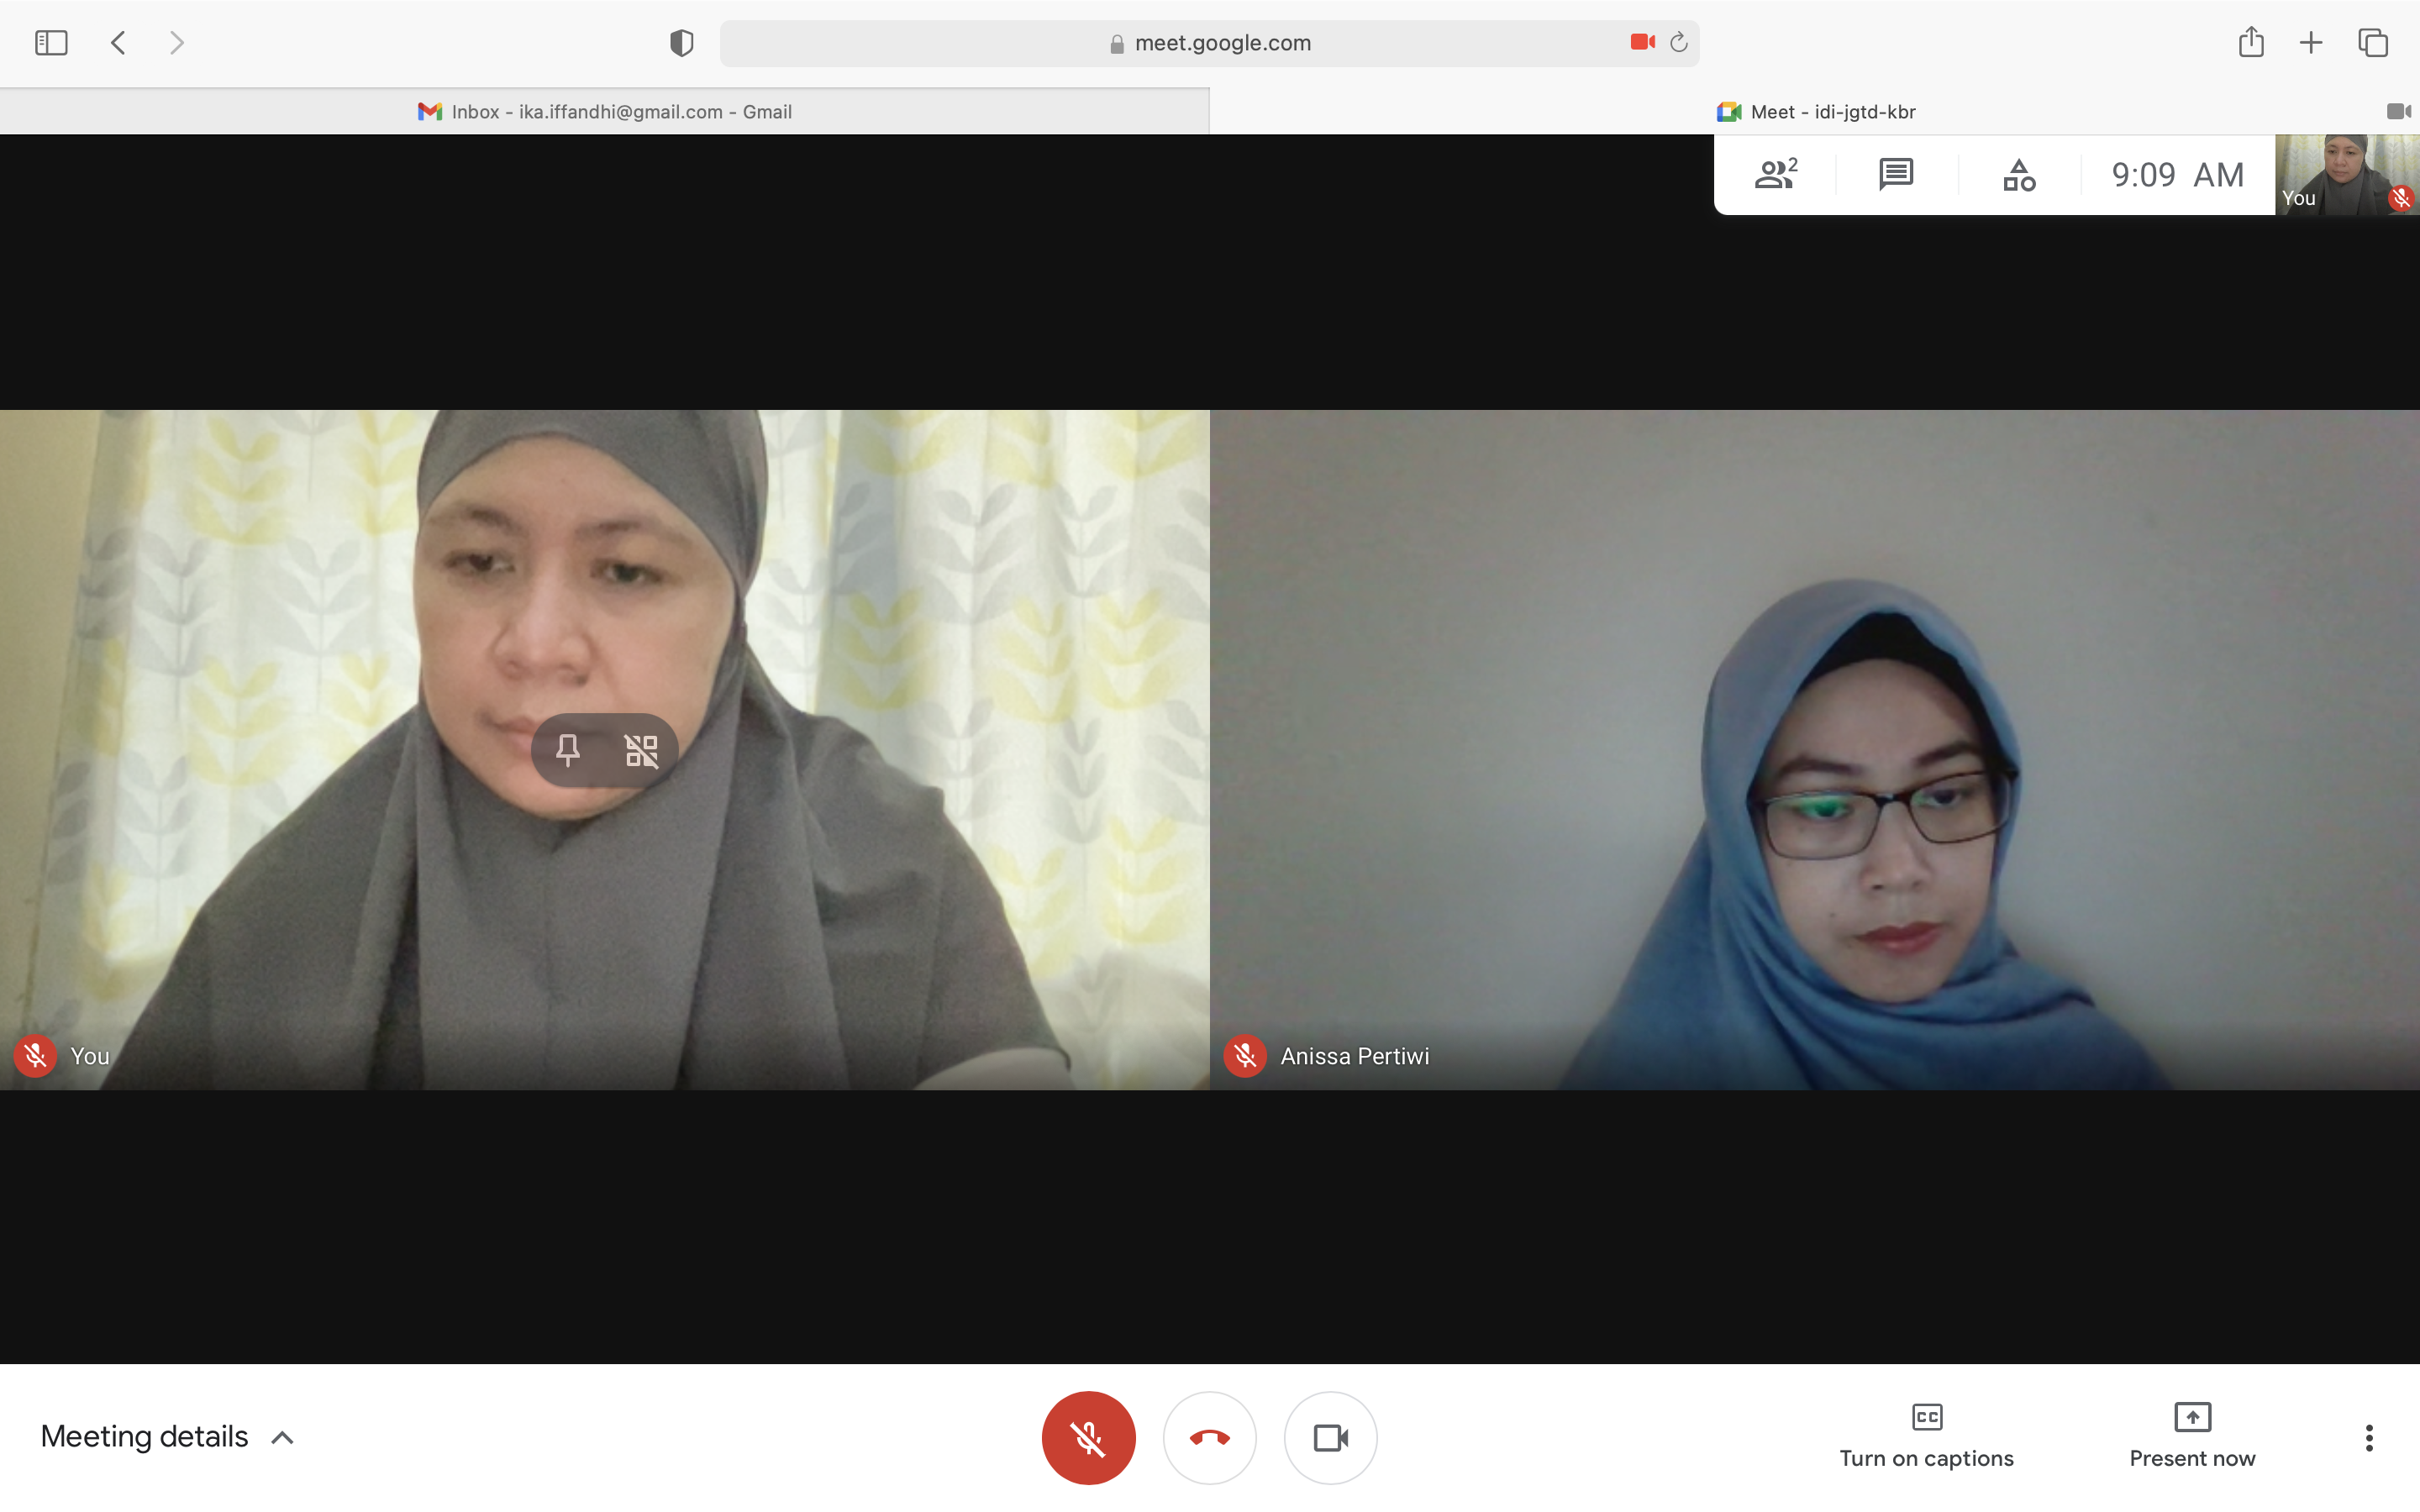 meet.google.com
Inbox - ika.iffandhi@gmail.com - Gmail
Meet - idi-jgtd-kbr
2
9:09 AM
You
You
Anissa Pertiwi
Meeting details
CC
Turn on captions
Present now